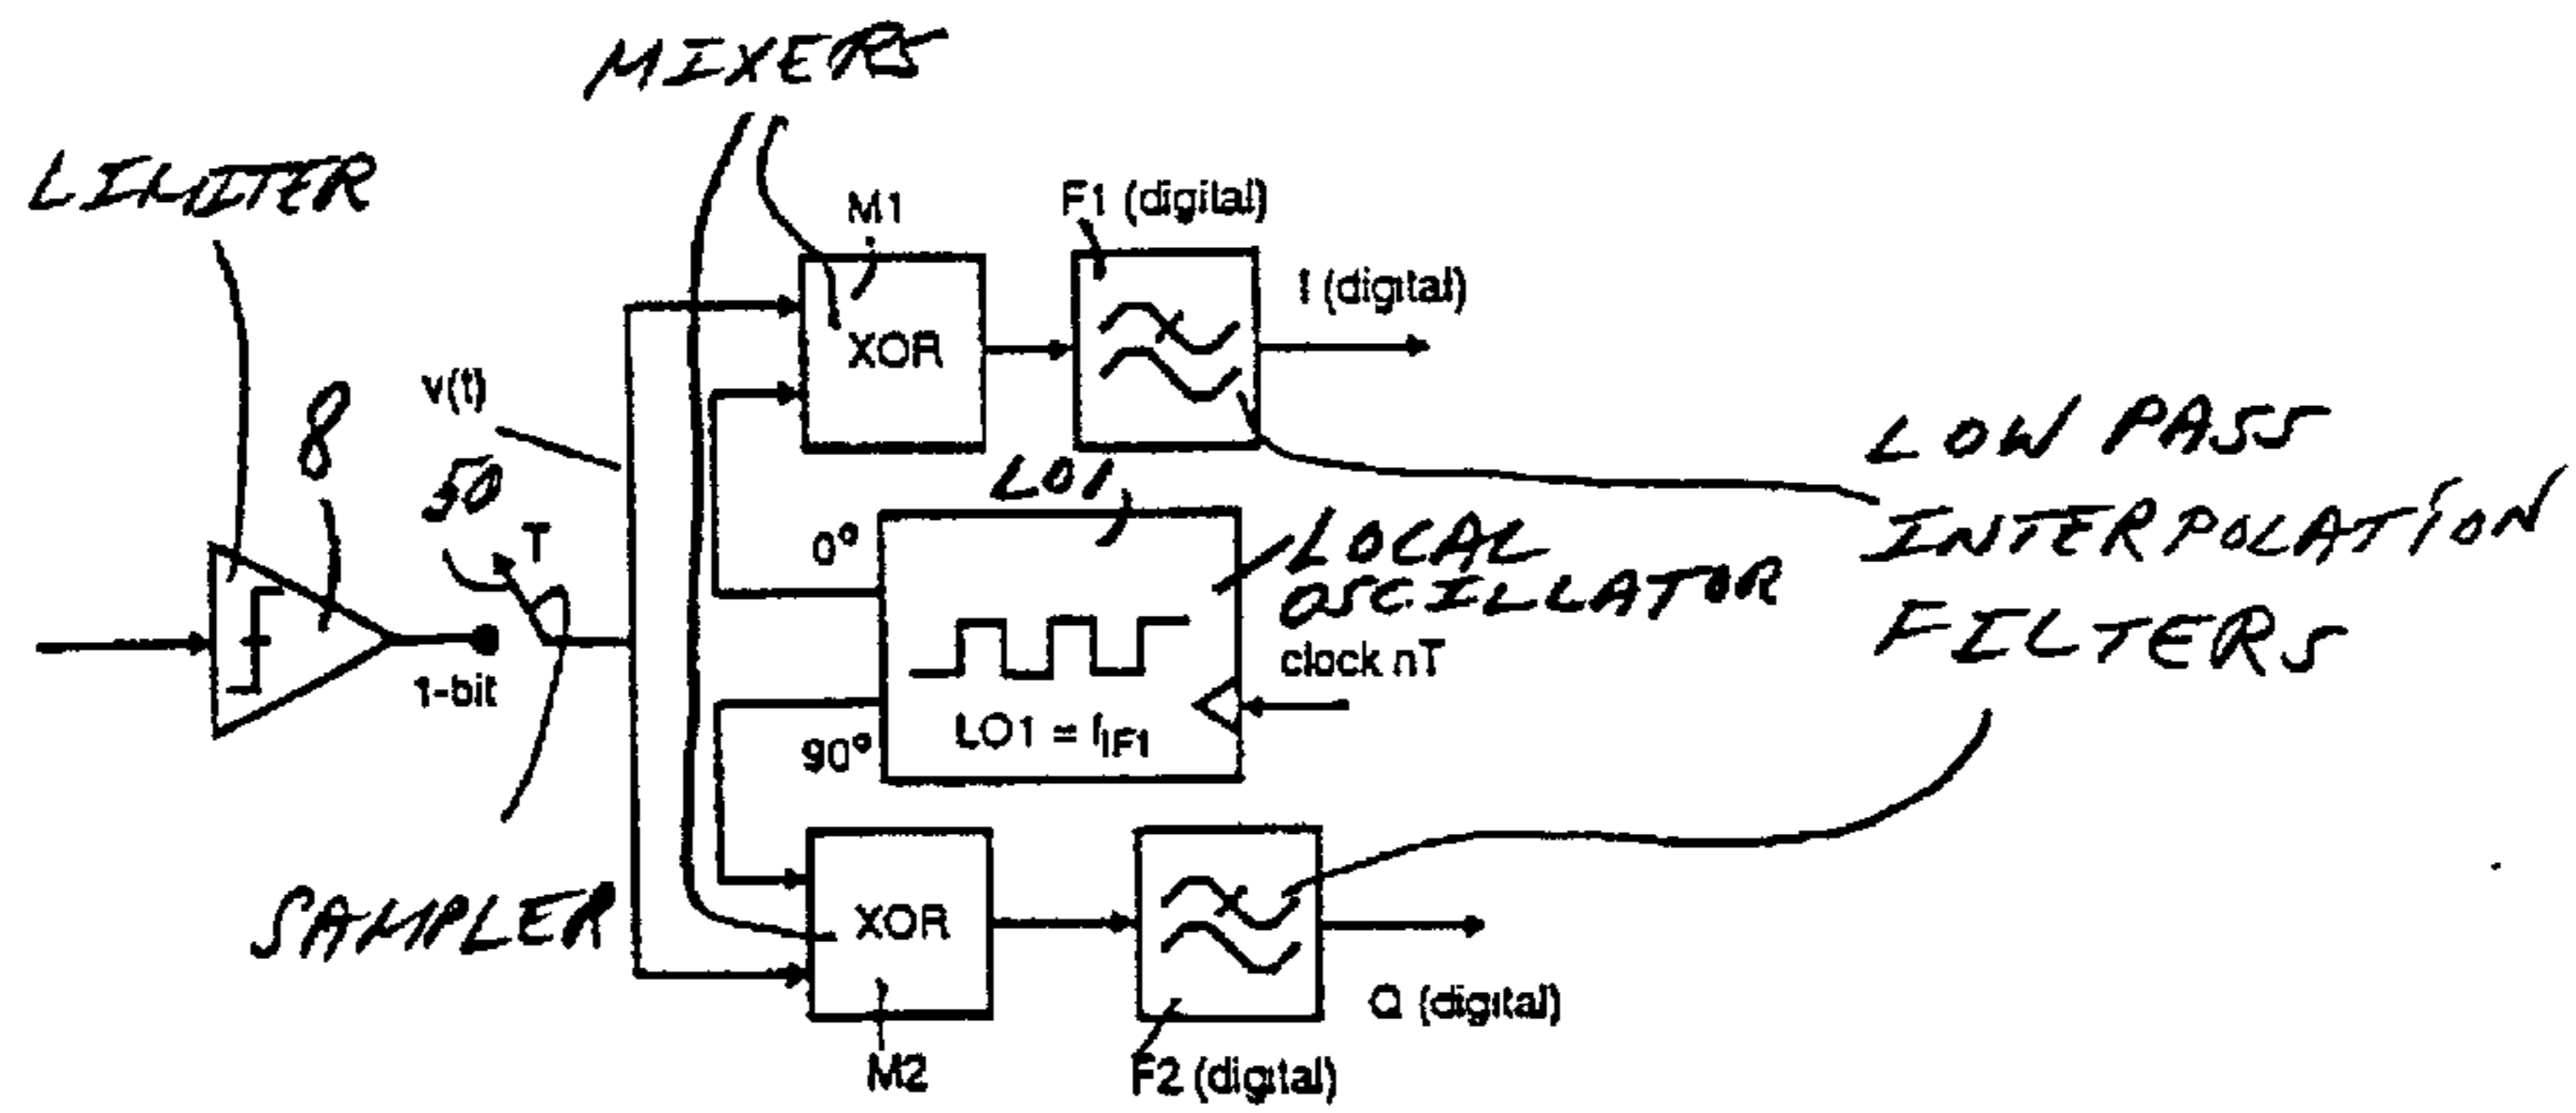 MIXERS
LIMITER
M1
F1 (digital)
I (digital)
XOR
v(t)
8
50
T
1-bit
LO1
0°
LOCAL
OSCILLATOR
clock nT
LO1 = fIF1
90°
LOW PASS
INTERPOLATION
FILTERS
SAMPLER
XOR
M2
F2 (digital)
Q (digital)